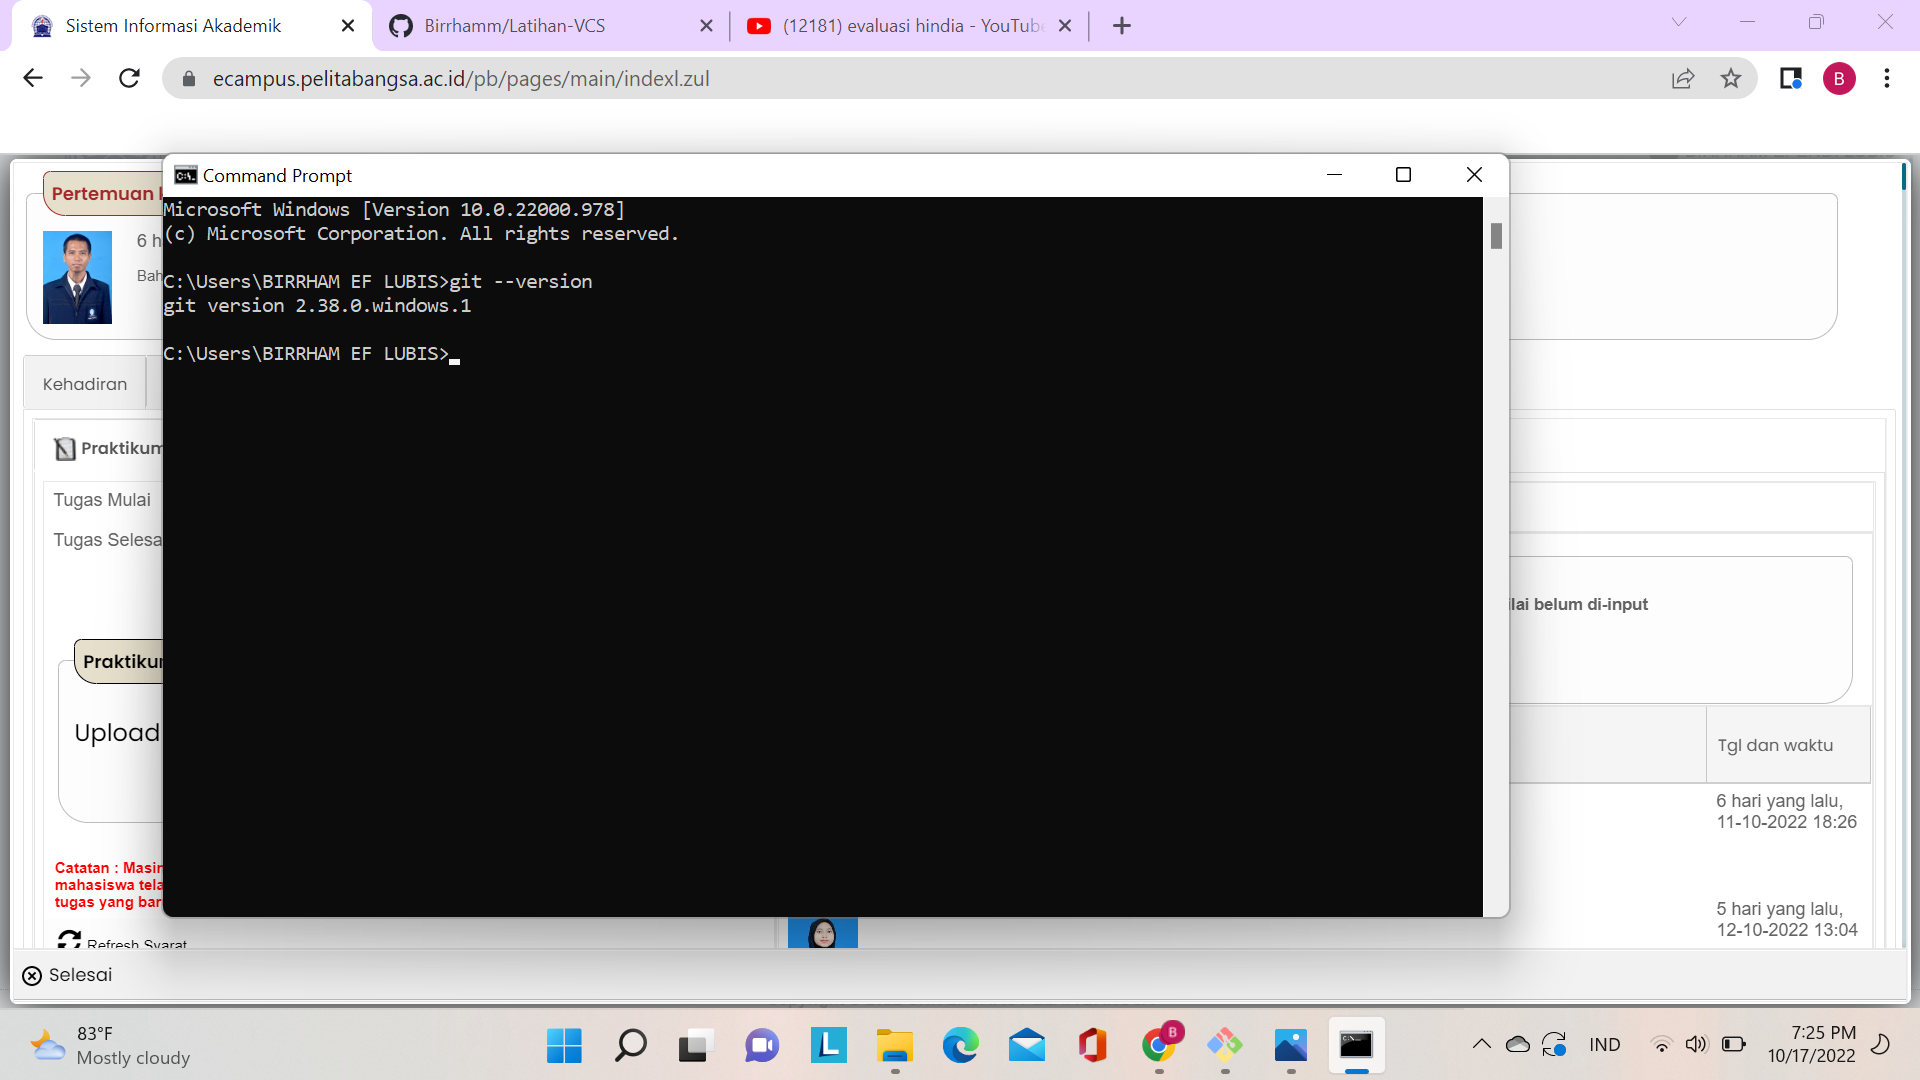 Sistem Informasi Akademik
Birrhamm/Latihan-VCS
(12181) evaluasi hindia - YouTube
ecampus.pelitabangsa.ac.id/pb/pages/main/indexl.zul
B
Command Prompt
Microsoft Windows [Version 10.0.22000.978]
(c) Microsoft Corporation. All rights reserved.
C:\Users\BIRRHAM EF LUBIS>git --version
git version 2.38.0.windows.1
C:\Users\BIRRHAM EF LUBIS>
Pertemuan
6 h
Bah
Kehadiran
Praktikum
Tugas Mulai
Tugas Selesa
lai belum di-input
Praktiku
Upload
Tgl dan waktu
6 hari yang lalu,
11-10-2022 18:26
Catatan : Masin
mahasiswa tela
tugas yang bar
5 hari yang lalu,
12-10-2022 13:04
Refresh Syarat
Selesai
83°F
Mostly cloudy
B
IND
7:25 PM
10/17/2022